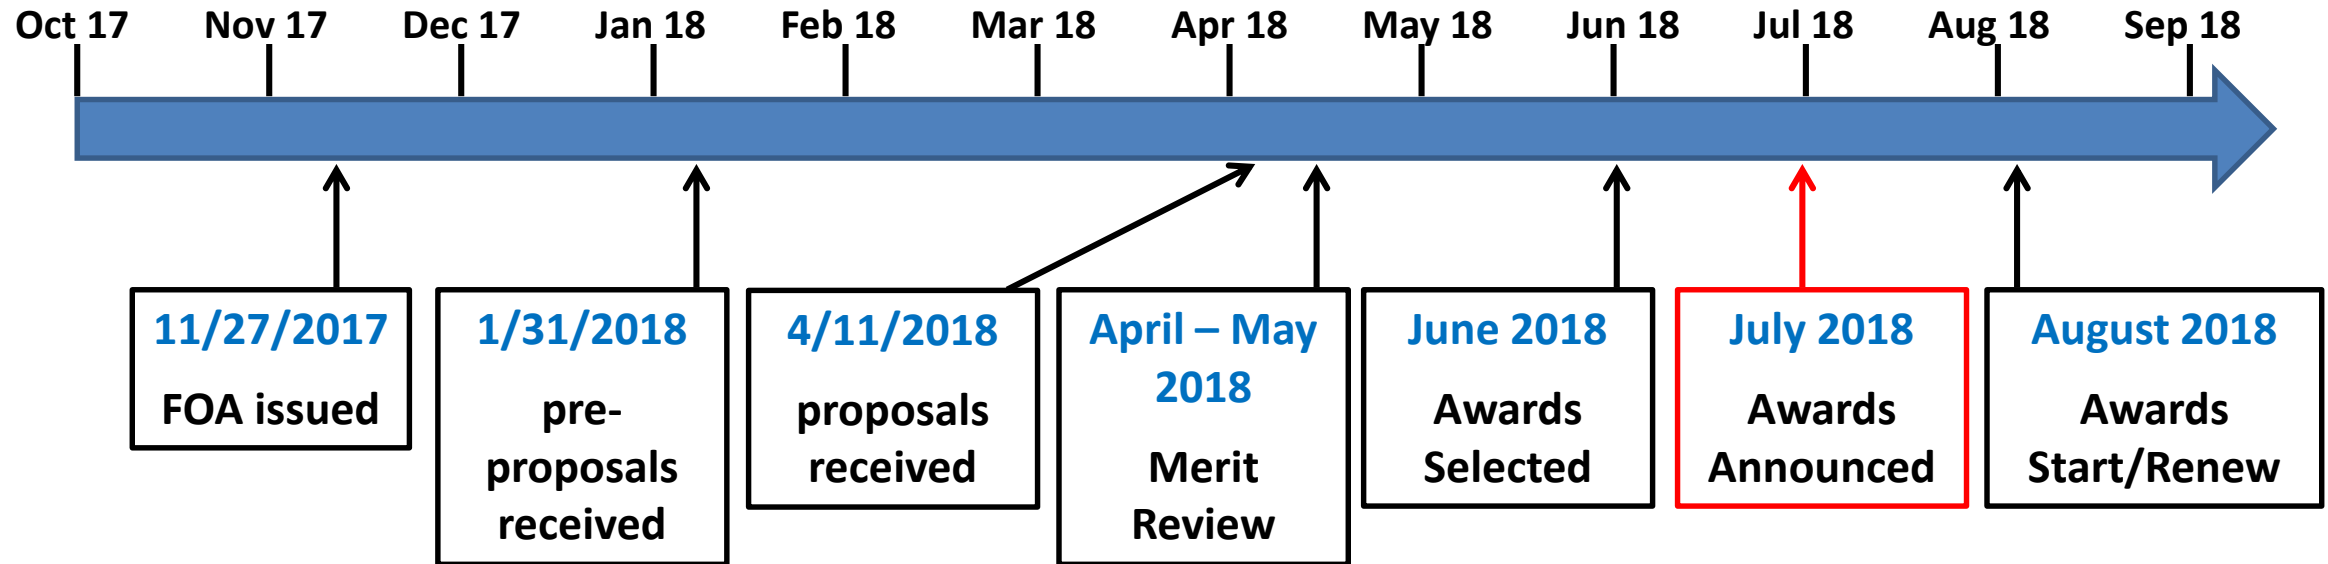 Oct 17 Nov 17 Dec 17 Jan 18 Feb 18 Mar 18 Apr 18 May 18 Jun 18 Jul 18 Aug 18 Sep 18
11/27/2017
FOA issued
1/31/2018
pre-
proposals
received
4/11/2018
proposals
received
April – May
2018
Merit
Review
June 2018
Awards
Selected
July 2018
Awards
Announced
August 2018
Awards
Start/Renew